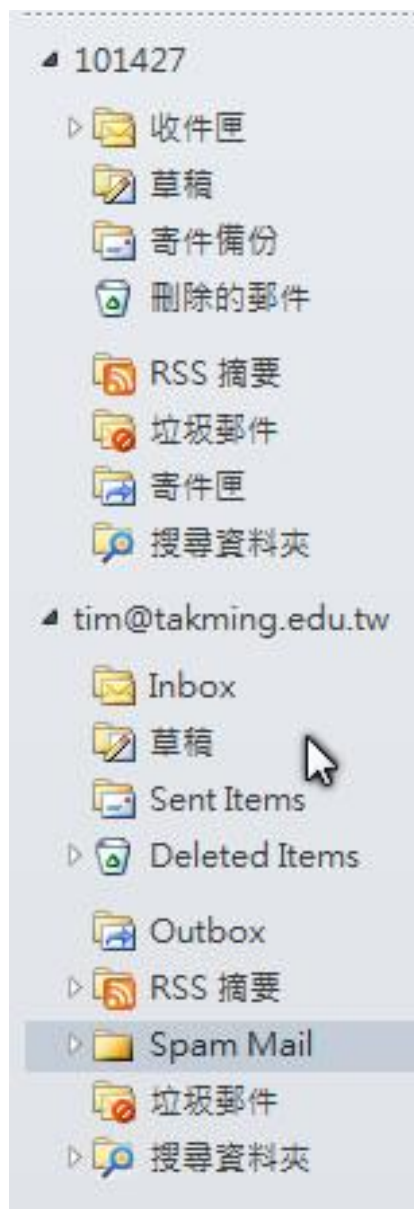 101427
收件匣
草稿
寄件備份
刪除的郵件
RSS 摘要
垃圾郵件
寄件匣
搜尋資料夾
tim@takming.edu.tw
Inbox
草稿
Sent Items
Deleted Items
Outbox
RSS 摘要
Spam Mail
垃圾郵件
搜尋資料夾